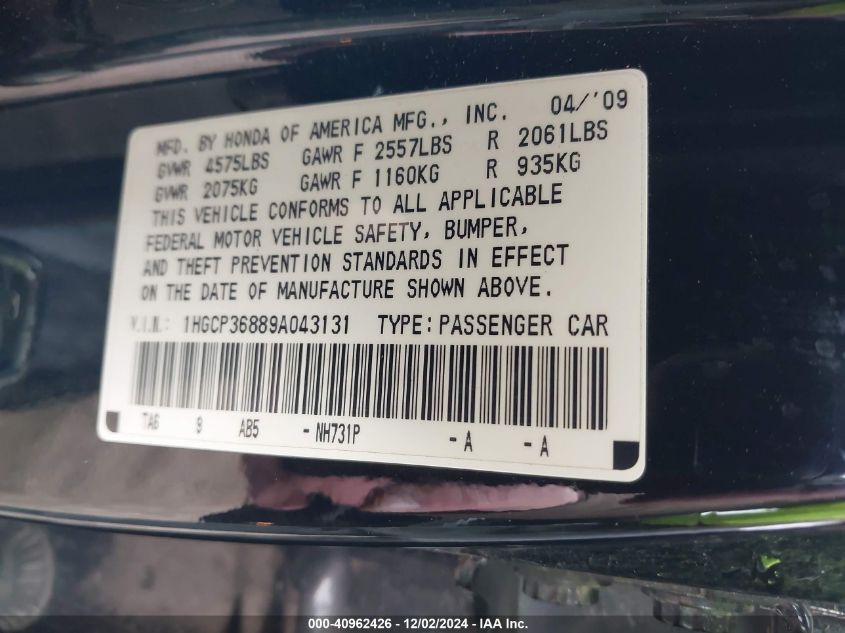 MFD. BY HONDA OF AMERICA MFG., INC. 04/'09
GVWR 4575LBS GAWR F 2557LBS R 2061LBS
GVWR 2075KG GAWR F 1160KG R 935KG
THIS VEHICLE CONFORMS TO ALL APPLICABLE
FEDERAL MOTOR VEHICLE SAFETY, BUMPER,
AND THEFT PREVENTION STANDARDS IN EFFECT
ON THE DATE OF MANUFACTURE SHOWN ABOVE.
V.I.N.: 1HGCP36889A043131 TYPE: PASSENGER CAR
TA6 9 AB5 - NH731P - A - A
000-40962426 - 12/02/2024 - IAA Inc.